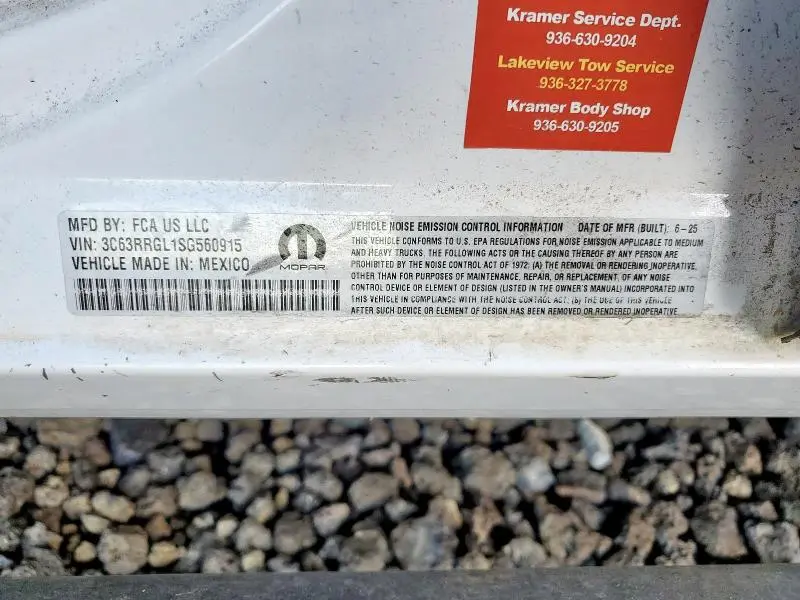 Kramer Service Dept.
936-630-9204
Lakeview Tow Service
936-327-3778
Kramer Body Shop
936-630-9205
MFD BY: FCA US LLC
VIN: 3C63RRGL1SG560915
VEHICLE MADE IN: MEXICO
MOPAR
VEHICLE NOISE EMISSION CONTROL INFORMATION DATE OF MFR (BUILT): 6-25
THIS VEHICLE CONFORMS TO U.S. EPA REGULATIONS FOR NOISE EMISSION APPLICABLE TO MEDIUM
AND HEAVY TRUCKS. THE FOLLOWING ACTS OR THE CAUSING THEREOF BY ANY PERSON ARE
PROHIBITED BY THE NOISE CONTROL ACT OF 1972: (A) THE REMOVAL OR RENDERING INOPERATIVE,
OTHER THAN FOR PURPOSES OF MAINTENANCE, REPAIR, OR REPLACEMENT, OF ANY NOISE
CONTROL DEVICE OR ELEMENT OF DESIGN (LISTED IN THE OWNER'S MANUAL) INCORPORATED INTO
THIS VEHICLE IN COMPLIANCE WITH THE NOISE CONTROL ACT; (B) THE USE OF THIS VEHICLE
AFTER SUCH DEVICE OR ELEMENT OF DESIGN HAS BEEN REMOVED OR RENDERED INOPERATIVE